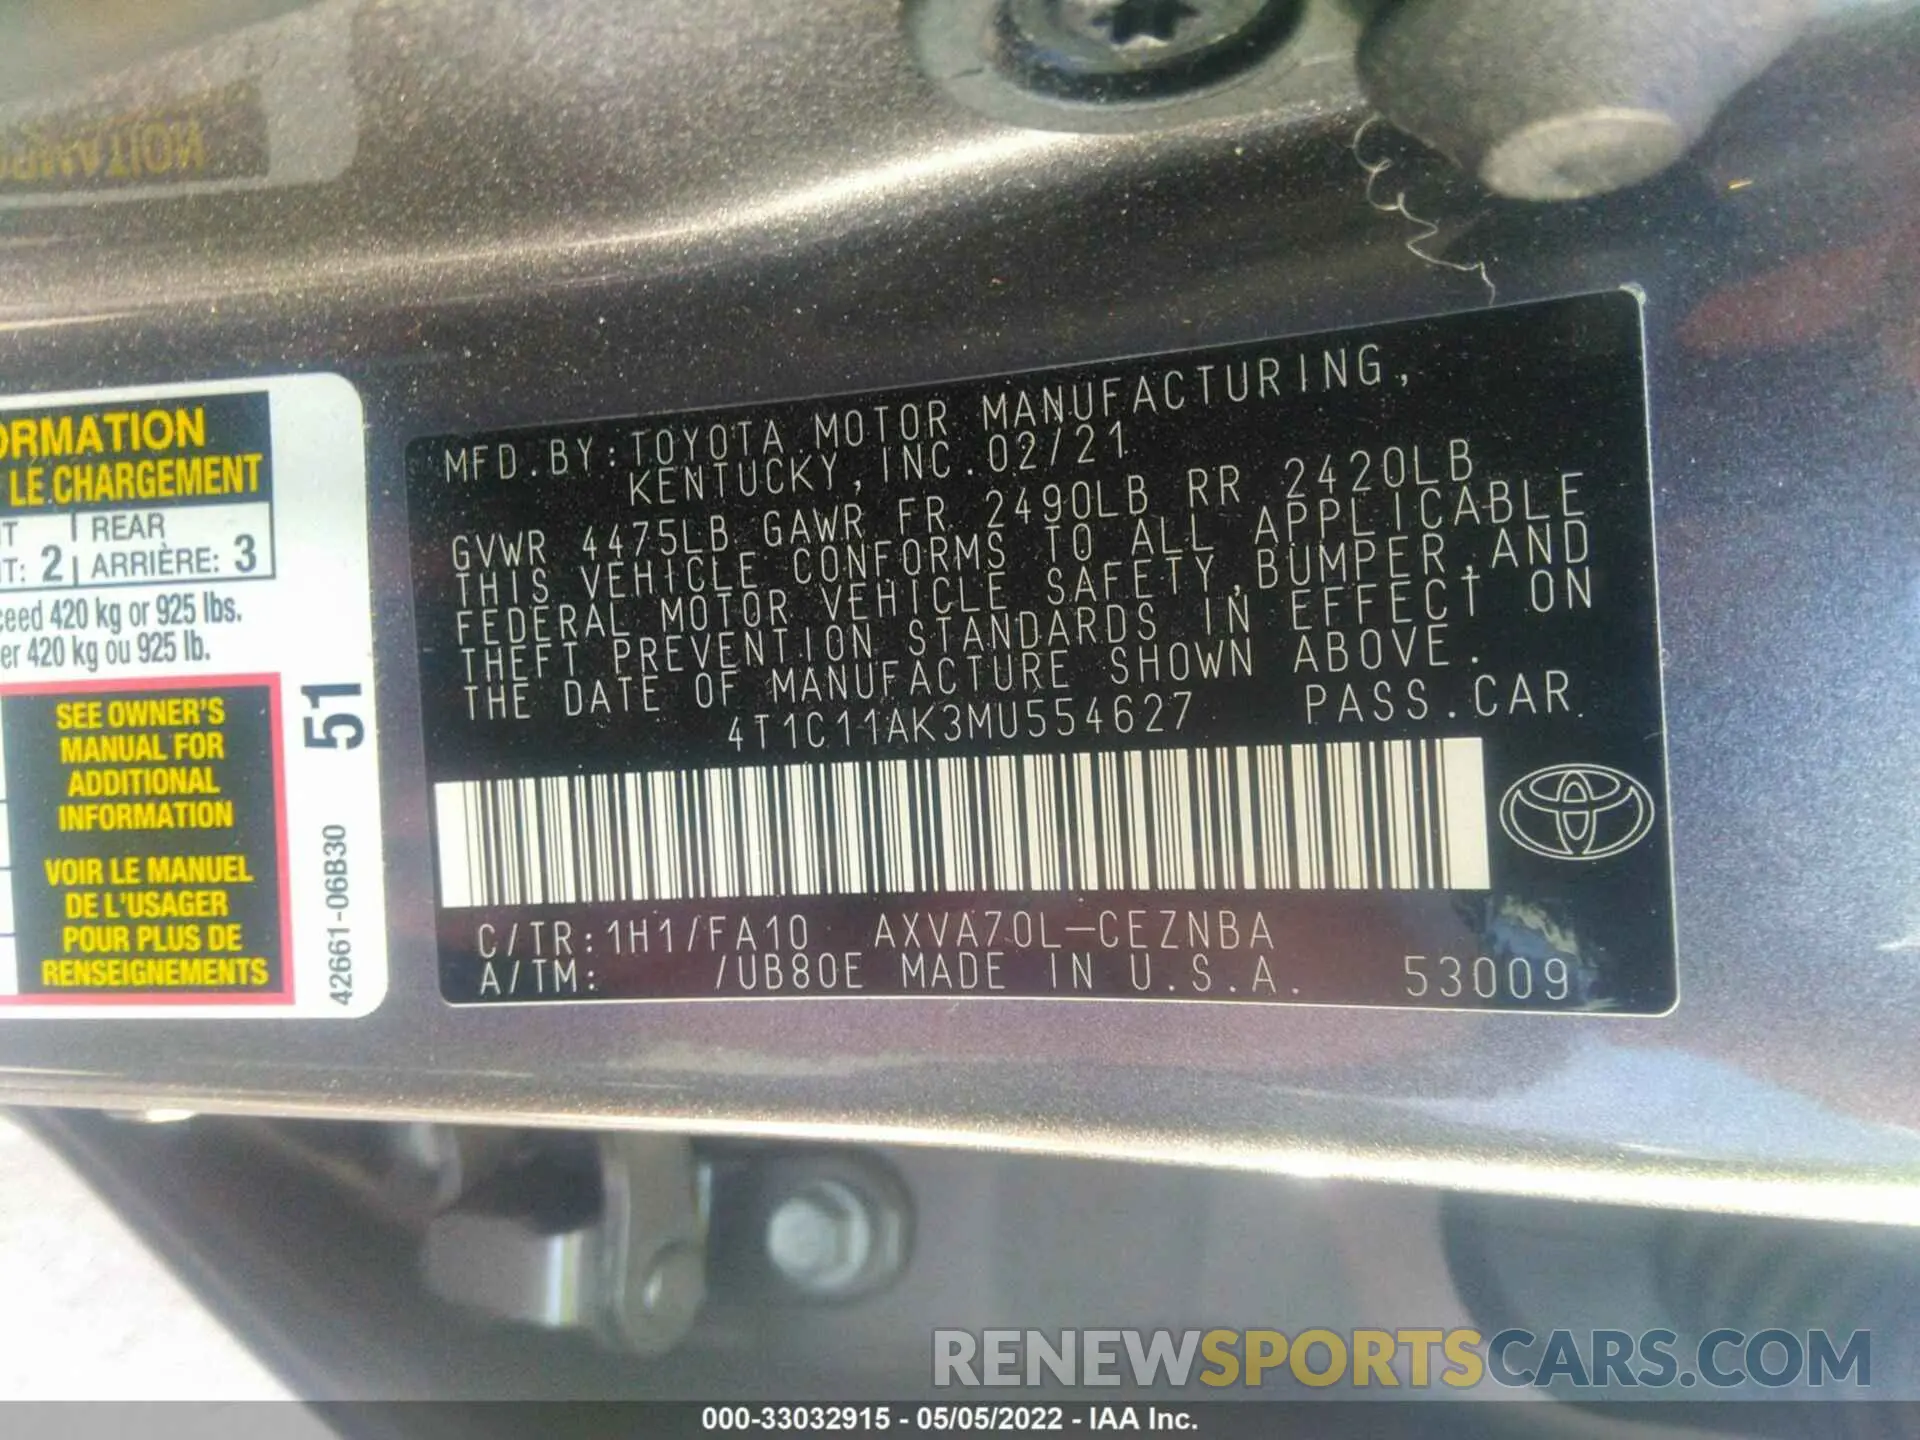 ORMATION
LE CHARGEMENT
REAR
T: 2 ARRIÈRE: 3
ceed 420 kg or 925 lbs.
er 420 kg ou 925 lb.
SEE OWNER'S
MANUAL FOR
ADDITIONAL
INFORMATION
VOIR LE MANUEL
DE L'USAGER
POUR PLUS DE
RENSEIGNEMENTS
51
42661-06B30
MFD.BY:TOYOTA MOTOR MANUFACTURING,
KENTUCKY,INC.02/21
GVWR 4475LB GAWR FR 2490LB RR 2420LB
THIS VEHICLE CONFORMS TO ALL APPLICABLE
FEDERAL MOTOR VEHICLE SAFETY,BUMPER,AND
THEFT PREVENTION STANDARDS IN EFFECT ON
THE DATE OF MANUFACTURE SHOWN ABOVE.
4T1C11AK3MU554627 PASS.CAR
C/TR:1H1/FA10 AXVA70L-CEZNBA
A/TM: /UB80E MADE IN U.S.A. 53009
RENEWSPORTSCARS.COM
000-33032915 - 05/05/2022 - IAA Inc.